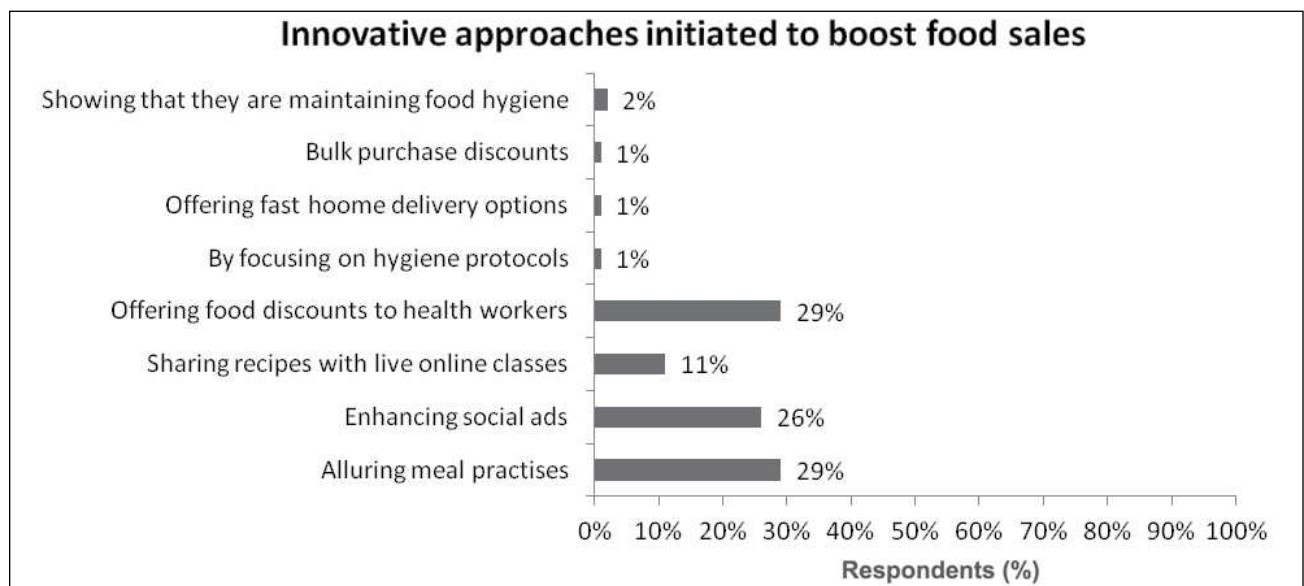 Innovative approaches initiated to boost food sales
Showing that they are maintaining food hygiene 2%
Bulk purchase discounts 1%
Offering fast hoome delivery options 1%
By focusing on hygiene protocols 1%
Offering food discounts to health workers 29%
Sharing recipes with live online classes 11%
Enhancing social ads 26%
Alluring meal practises 29%
0% 10% 20% 30% 40% 50% 60% 70% 80% 90% 100%
Respondents (%)